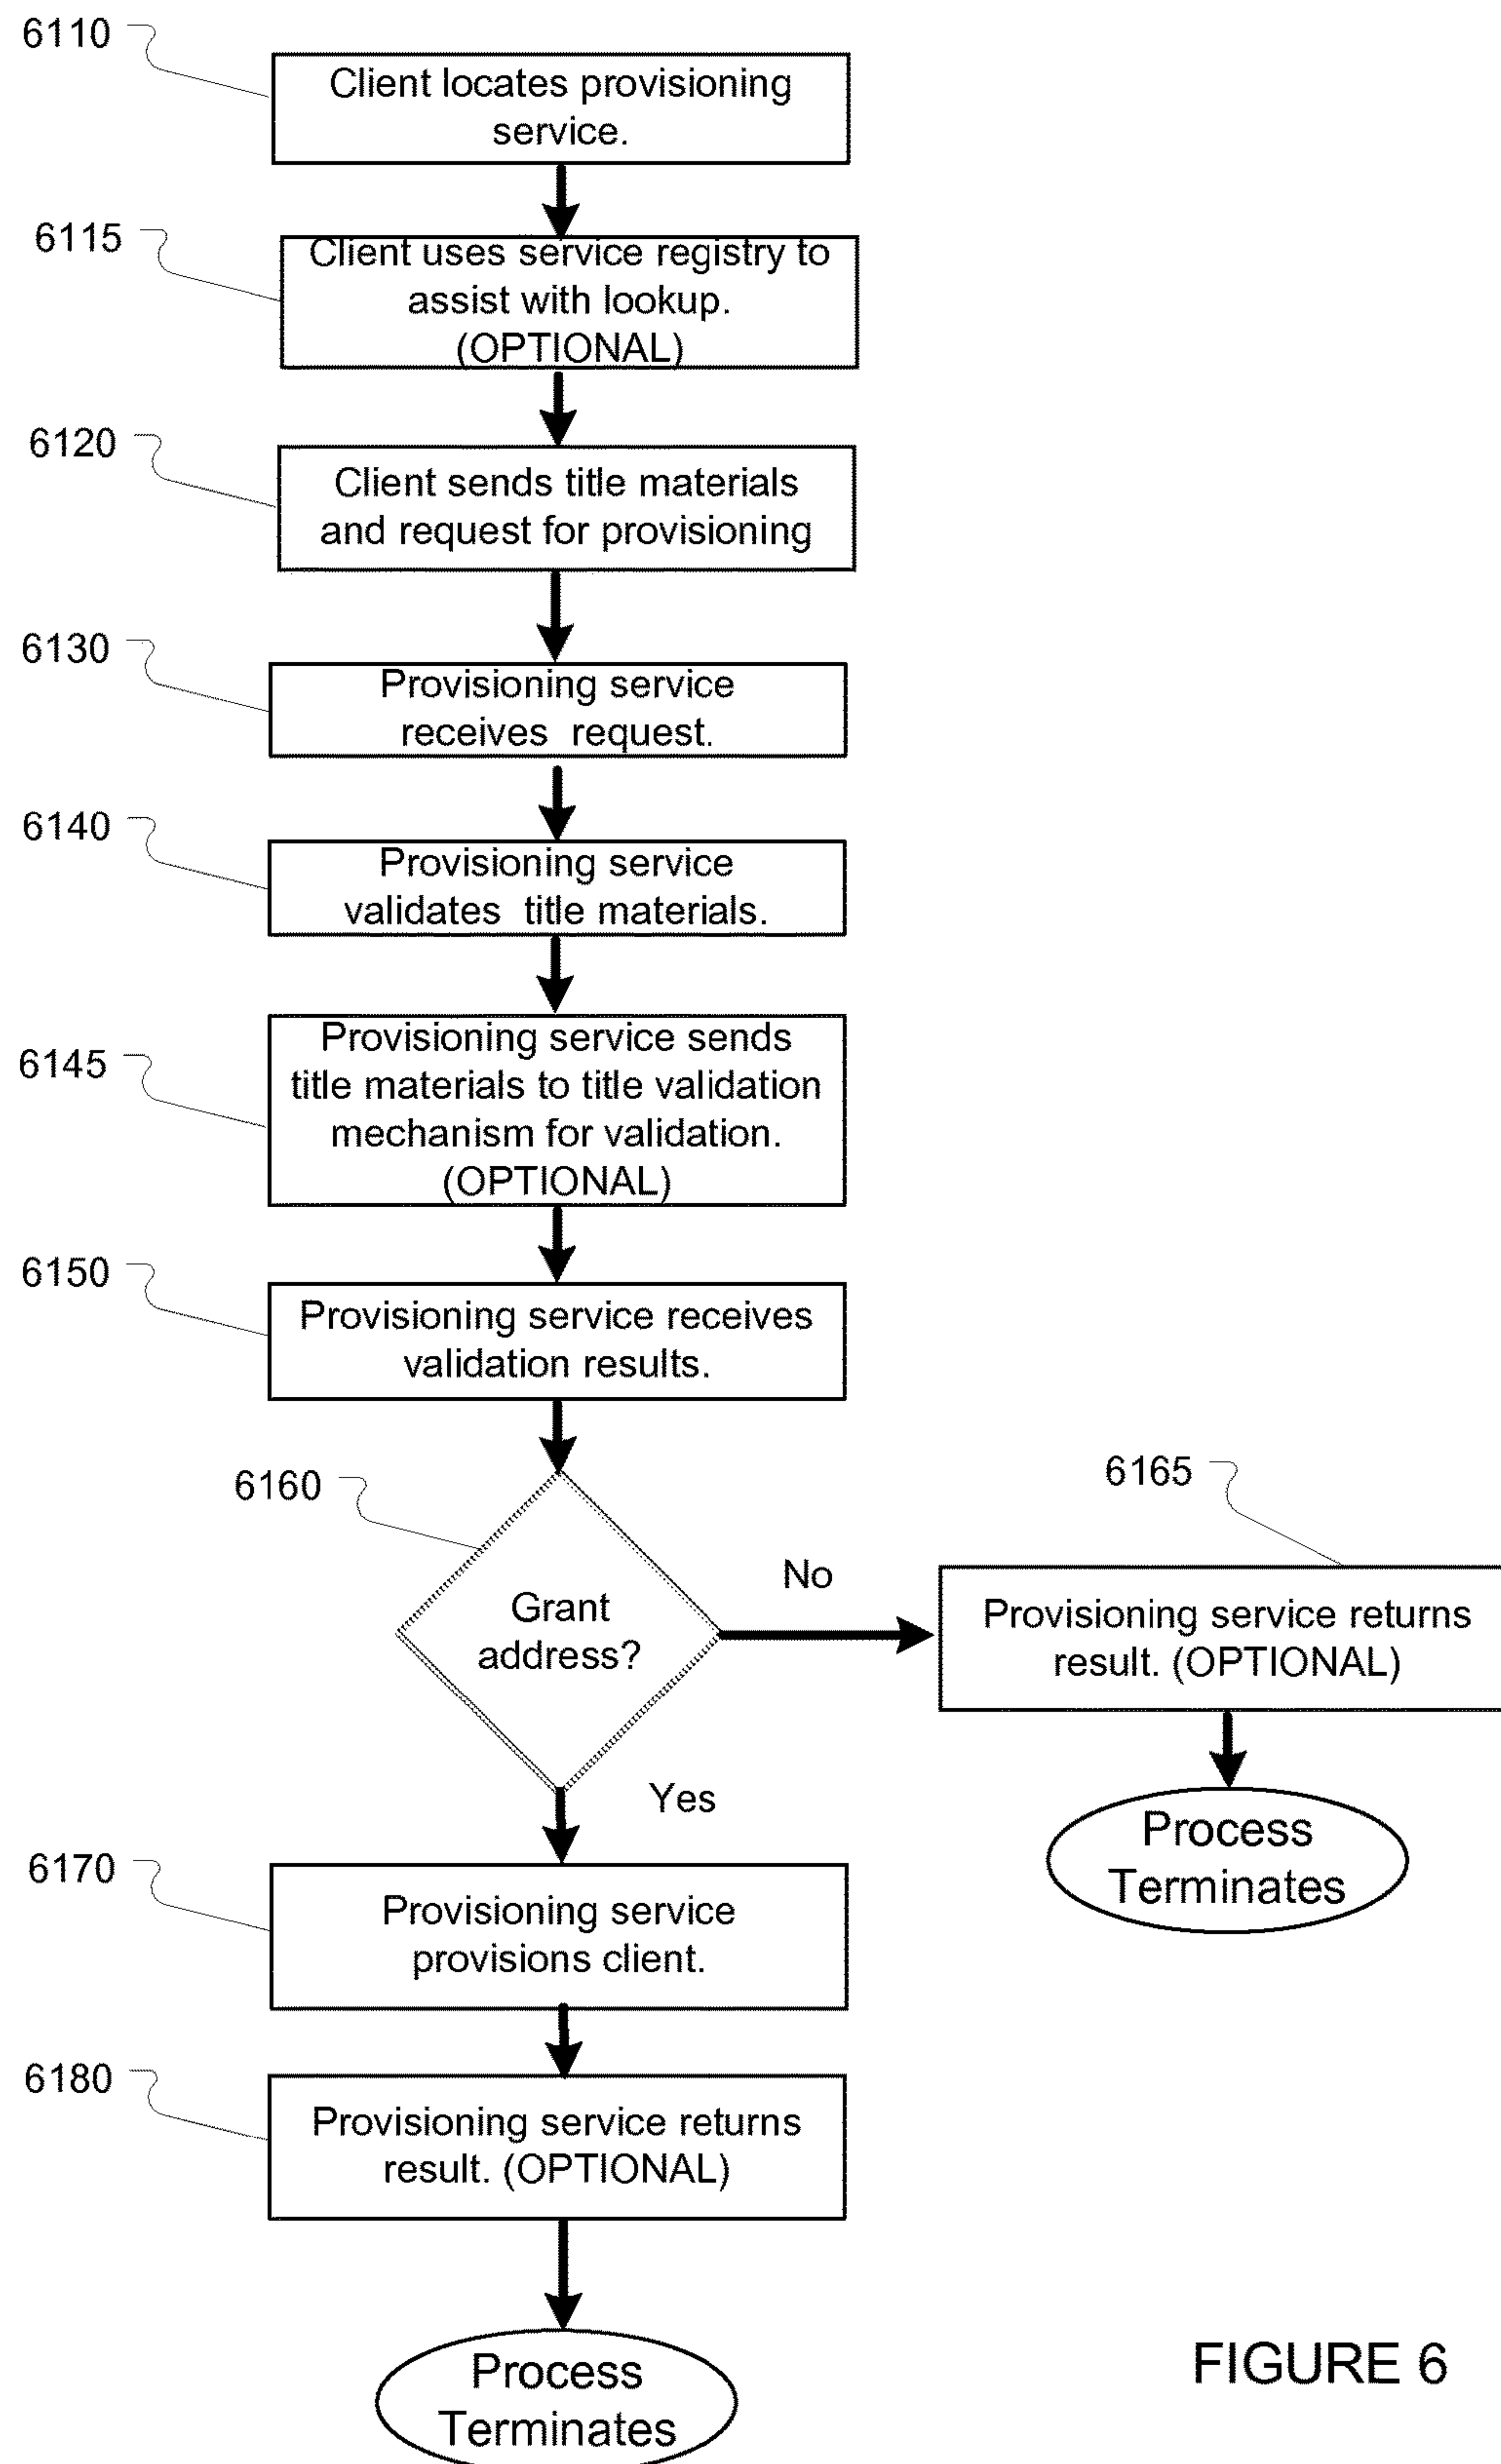 6110
Client locates provisioning
service.
6115
Client uses service registry to
assist with lookup.
(OPTIONAL)
6120
Client sends title materials
and request for provisioning
6130
Provisioning service
receives request.
6140
Provisioning service
validates title materials.
6145
Provisioning service sends
title materials to title validation
mechanism for validation.
(OPTIONAL)
6150
Provisioning service receives
validation results.
6160
Grant
address?
No
6165
Provisioning service returns
result. (OPTIONAL)
Process
Terminates
Yes
6170
Provisioning service
provisions client.
6180
Provisioning service returns
result. (OPTIONAL)
Process
Terminates
FIGURE 6